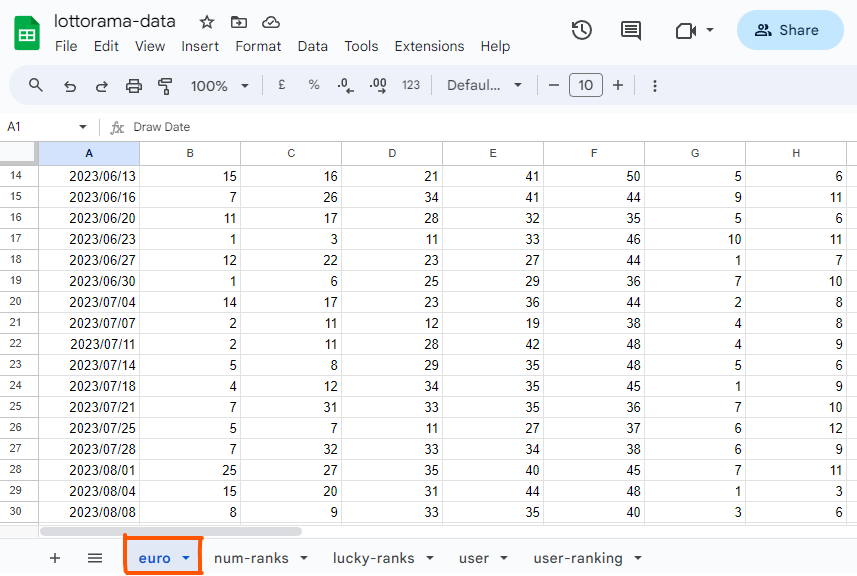 lottorama-data
File Edit View Insert Format Data Tools Extensions Help
Share
100% £ % .0 .00 123 Defaul... − 10 +
A1 fx Draw Date
A B C D E F G H
14 2023/06/13 15 16 21 41 50 5 6
15 2023/06/16 7 26 34 41 44 9 11
16 2023/06/20 11 17 28 32 35 5 6
17 2023/06/23 1 3 11 33 46 10 11
18 2023/06/27 12 22 23 27 44 1 7
19 2023/06/30 1 6 25 29 36 7 10
20 2023/07/04 14 17 23 36 44 2 8
21 2023/07/07 2 11 12 19 38 4 8
22 2023/07/11 2 11 28 42 48 4 9
23 2023/07/14 5 8 29 35 48 5 6
24 2023/07/18 4 12 34 35 45 1 9
25 2023/07/21 7 31 33 35 36 7 10
26 2023/07/25 5 7 11 27 37 6 12
27 2023/07/28 7 32 33 34 38 6 9
28 2023/08/01 25 27 35 40 45 7 11
29 2023/08/04 15 20 31 44 48 1 3
30 2023/08/08 8 9 33 35 40 3 6
+ euro num-ranks lucky-ranks user user-ranking